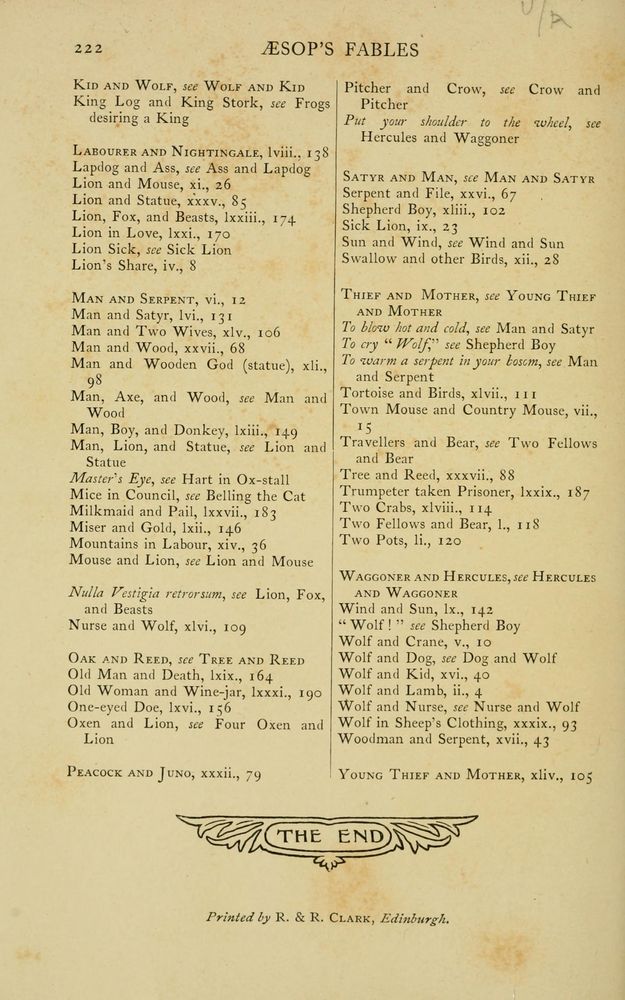 222
ÆSOP'S FABLES
KID AND WOLF, see WOLF AND KID
King Log and King Stork, see Frogs
desiring a King
LABOURER AND NIGHTINGALE, lviii., 138
Lapdog and Ass, see Ass and Lapdog
Lion and Mouse, xi., 26
Lion and Statue, xxxv., 85
Lion, Fox, and Beasts, lxxiii., 174
Lion in Love, lxxi., 170
Lion Sick, see Sick Lion
Lion's Share, iv., 8
MAN AND SERPENT, vi., 12
Man and Satyr, lvi., 131
Man and Two Wives, xlv., 106
Man and Wood, xxvii., 68
Man and Wooden God (statue), xli.,
98
Man, Axe, and Wood, see Man and
Wood
Man, Boy, and Donkey, lxiii., 149
Man, Lion, and Statue, see Lion and
Statue
Master's Eye, see Hart in Ox-stall
Mice in Council, see Belling the Cat
Milkmaid and Pail, lxxvii., 183
Miser and Gold, lxii., 146
Mountains in Labour, xiv., 36
Mouse and Lion, see Lion and Mouse
Nulla Vestigia retrorsum, see Lion, Fox,
and Beasts
Nurse and Wolf, xlvi., 109
OAK AND REED, see TREE AND REED
Old Man and Death, lxix., 164
Old Woman and Wine-jar, lxxxi., 190
One-eyed Doe, lxvi., 156
Oxen and Lion, see Four Oxen and
Lion
PEACOCK AND JUNO, xxxii., 79
Pitcher and Crow, see Crow and
Pitcher
Put your shoulder to the wheel, see
Hercules and Waggoner
SATYR AND MAN, see MAN AND SATYR
Serpent and File, xxvi., 67
Shepherd Boy, xliii., 102
Sick Lion, ix., 23
Sun and Wind, see Wind and Sun
Swallow and other Birds, xii., 28
THIEF AND MOTHER, see YOUNG THIEF
AND MOTHER
To blow hot and cold, see Man and Satyr
To cry "Wolf," see Shepherd Boy
To warm a serpent in your bosom, see Man
and Serpent
Tortoise and Birds, xlvii., 111
Town Mouse and Country Mouse, vii.,
15
Travellers and Bear, see Two Fellows
and Bear
Tree and Reed, xxxvii., 88
Trumpeter taken Prisoner, lxxix., 187
Two Crabs, xlviii., 114
Two Fellows and Bear, l., 118
Two Pots, li., 120
WAGGONER AND HERCULES, see HERCULES
AND WAGGONER
Wind and Sun, lx., 142
"Wolf!" see Shepherd Boy
Wolf and Crane, v., 10
Wolf and Dog, see Dog and Wolf
Wolf and Kid, xvi., 40
Wolf and Lamb, ii., 4
Wolf and Nurse, see Nurse and Wolf
Wolf in Sheep's Clothing, xxxix., 93
Woodman and Serpent, xvii., 43
YOUNG THIEF AND MOTHER, xliv., 105
THE END
Printed by R. & R. CLARK, Edinburgh.